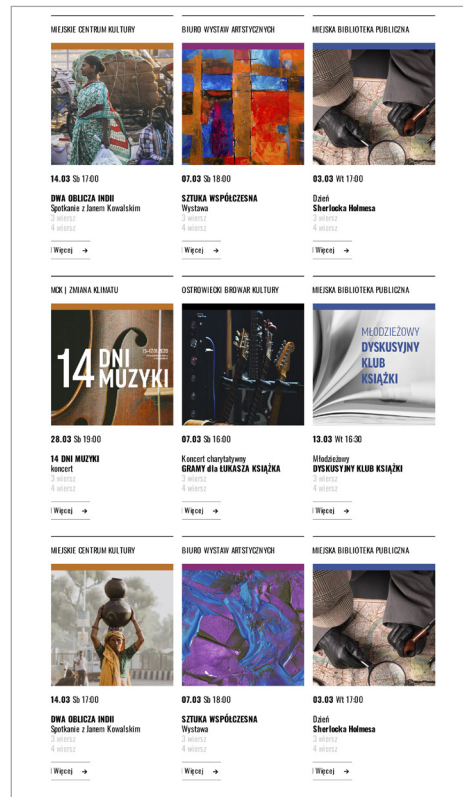 MIEJSKIE CENTRUM KULTURY
14.03 Sb 17:00
DWA OBLICZA INDII
Spotkanie z Janem Kowalskim
3 wiersz
4 wiersz
| Więcej →
BIURO WYSTAW ARTSTYCZNYCH
07.03 Sb 18:00
SZTUKA WSPÓŁCZESNA
Wystawa
3 wiersz
4 wiersz
| Więcej →
MIEJSKA BIBLIOTEKA PUBLICZNA
03.03 Wt 17:00
Dzień
Sherlocka Holmesa
3 wiersz
4 wiersz
| Więcej →
MCK | ZMIANA KLIMATU
14 DNI
MUZYKI
28.03 Sb 19:00
14 DNI MUZYKI
koncert
3 wiersz
4 wiersz
| Więcej →
OSTROWIECKI BROWAR KULTURY
07.03 Sb 16:00
Koncert charytatywny
GRAMY dla ŁUKASZA KSIĄŻKA
3 wiersz
4 wiersz
| Więcej →
MIEJSKA BIBLIOTEKA PUBLICZNA
MŁODZIEŻOWY
DYSKUSYJNY
KLUB
KSIĄŻKI
13.03 Wt 16:30
Młodzieżowy
DYSKUSYJNY KLUB KSIĄŻKI
3 wiersz
4 wiersz
| Więcej →
MIEJSKIE CENTRUM KULTURY
14.03 Sb 17:00
DWA OBLICZA INDII
Spotkanie z Janem Kowalskim
3 wiersz
4 wiersz
| Więcej →
BIURO WYSTAW ARTSTYCZNYCH
07.03 Sb 18:00
SZTUKA WSPÓŁCZESNA
Wystawa
3 wiersz
4 wiersz
| Więcej →
MIEJSKA BIBLIOTEKA PUBLICZNA
03.03 Wt 17:00
Dzień
Sherlocka Holmesa
3 wiersz
4 wiersz
| Więcej →